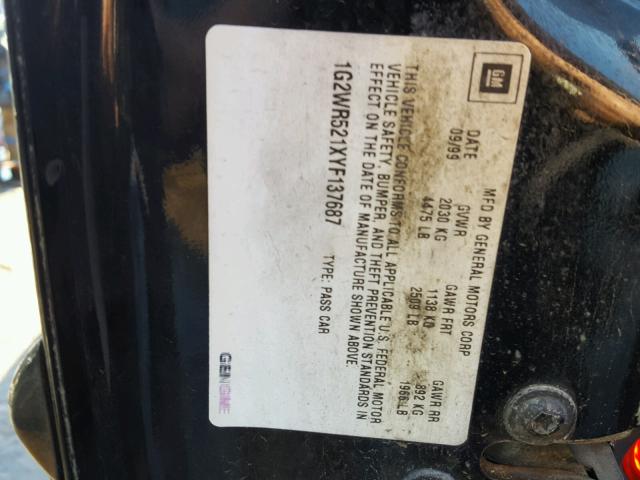 GM
MFD BY GENERAL MOTORS CORP
DATE GVWR GAWR FRT GAWR RR
09/99 2030 KG 1138 KG 892 KG
4475 LB 2509 LB 1966 LB
THIS VEHICLE CONFORMS TO ALL APPLICABLE U.S. FEDERAL MOTOR
VEHICLE SAFETY, BUMPER, AND THEFT PREVENTION STANDARDS IN
EFFECT ON THE DATE OF MANUFACTURE SHOWN ABOVE.
1G2WR521XYF137687 TYPE: PASS CAR